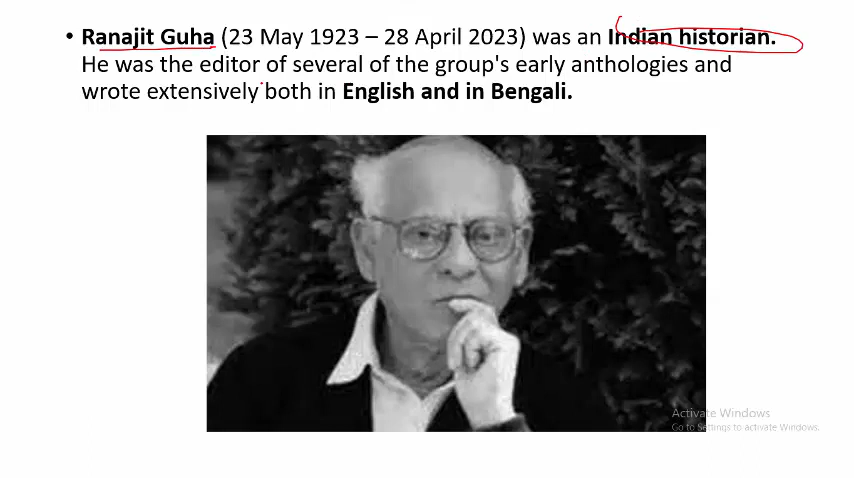 • Ranajit Guha (23 May 1923 – 28 April 2023) was an Indian historian.
He was the editor of several of the group's early anthologies and
wrote extensively both in English and in Bengali.
Activate Windows
Go to Settings to activate Windows.